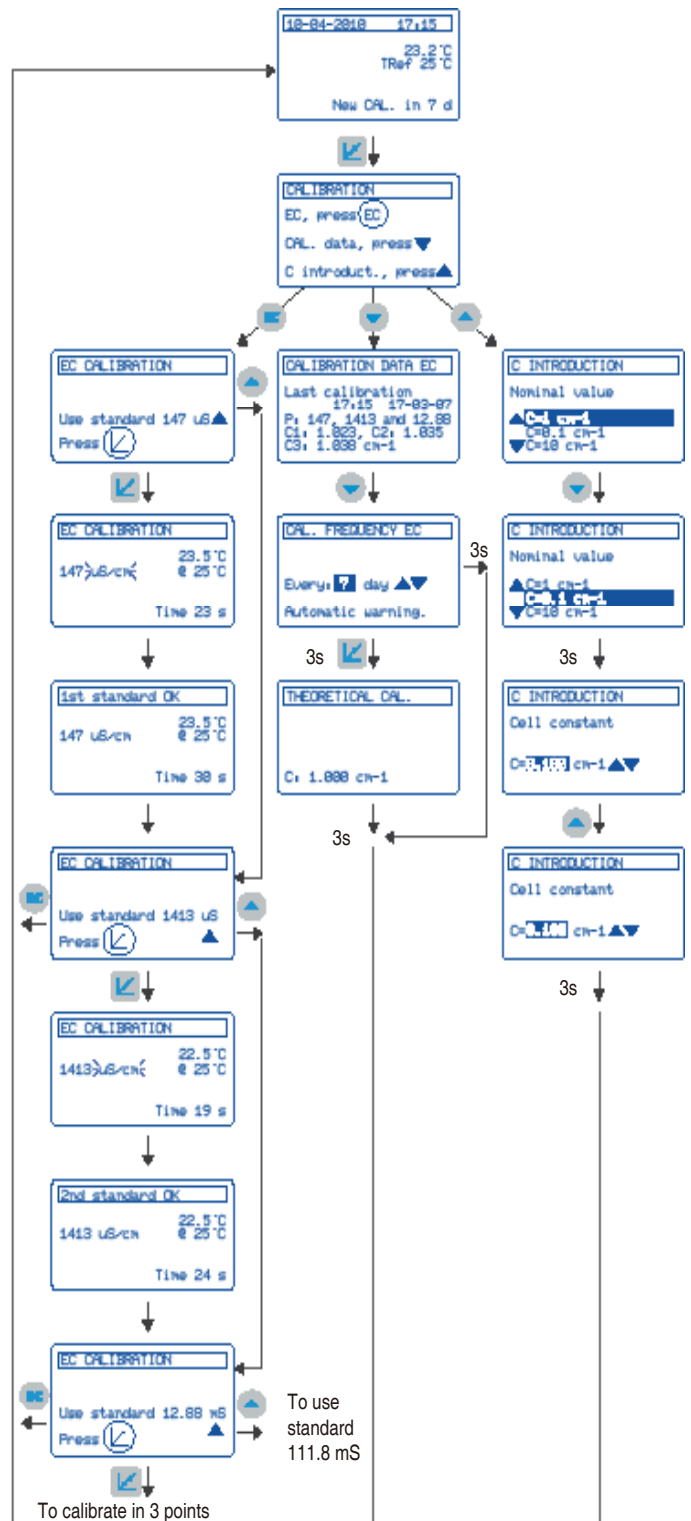 10-04-2010 17:15
23.2°C
TRef 25°C
New CAL. in 7 d
CALIBRATION
EC, press EC
CAL. data, press ▼
C introduct., press ▲
EC CALIBRATION
Use standard 147 uS ▲
Press
EC CALIBRATION
23.5°C
147 uS/cm @ 25°C
Time 23 s
1st standard OK
23.5°C
147 uS/cm @ 25°C
Time 30 s
EC CALIBRATION
Use standard 1413 uS
Press ▲
EC CALIBRATION
22.5°C
1413 uS/cm @ 25°C
Time 19 s
2nd standard OK
22.5°C
1413 uS/cm @ 25°C
Time 24 s
EC CALIBRATION
Use standard 12.88 mS
Press ▲
To use
standard
111.8 mS
To calibrate in 3 points
CALIBRATION DATA EC
Last calibration
17:15 17-03-07
P: 147, 1413 and 12.88
C1: 1.023, C2: 1.035
C3: 1.030 cm-1
CAL. FREQUENCY EC
Every: 7 day ▲▼
Automatic warning.
3s
3s
THEORETICAL CAL.
C: 1.000 cm-1
3s
C INTRODUCTION
Nominal value
▲ C=1 cm-1
C=0.1 cm-1
▼ C=10 cm-1
C INTRODUCTION
Nominal value
▲ C=1 cm-1
C=0.1 cm-1
▼ C=10 cm-1
3s
C INTRODUCTION
Cell constant
C=0.100 cm-1 ▲▼
C INTRODUCTION
Cell constant
C= cm-1 ▲▼
3s